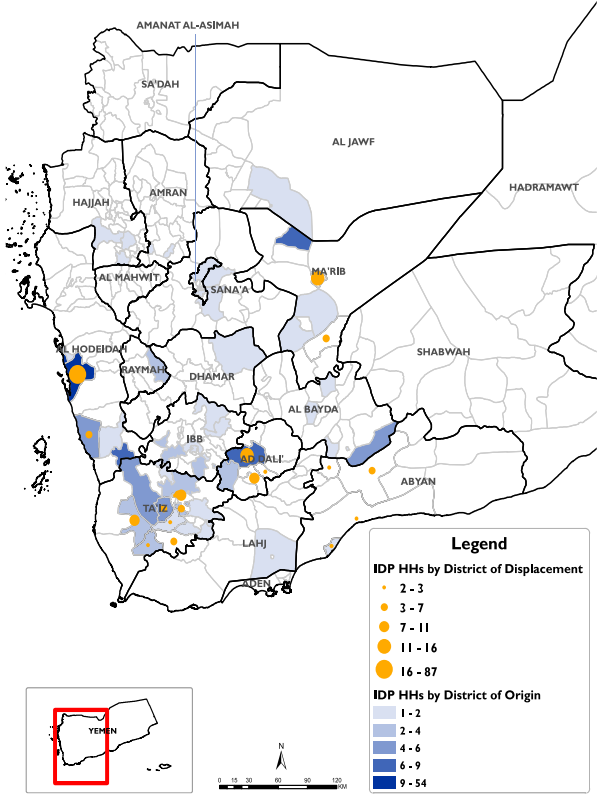 AMANAT AL-ASIMAH
SA'DAH
AL JAWF
HADRAMAWT
HAJJAH
AMRAN
MA'RIB
AL MAHWIT
SANA'A
AL HODEIDAH
SHABWAH
RAYMAH
DHAMAR
AL BAYDA
IBB
AD DALI'
ABYAN
TA'IZ
LAHJ
ADEN
Legend
IDP HHs by District of Displacement
2 - 3
3 - 7
7 - 11
11 - 16
16 - 87
IDP HHs by District of Origin
1 - 2
2 - 4
4 - 6
6 - 9
9 - 54
YEMEN
N
0 15 30 60 90 120
KM